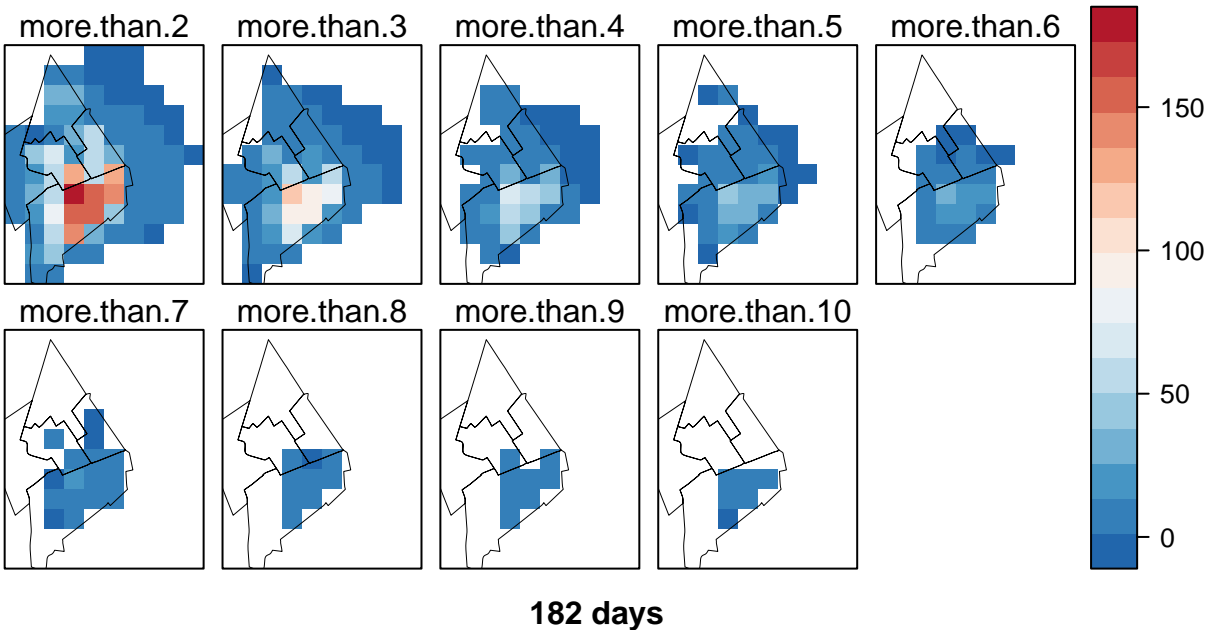 more.than.2 more.than.3 more.than.4 more.than.5 more.than.6
150
100
more.than.7 more.than.8 more.than.9 more.than.10
50
0
182 days